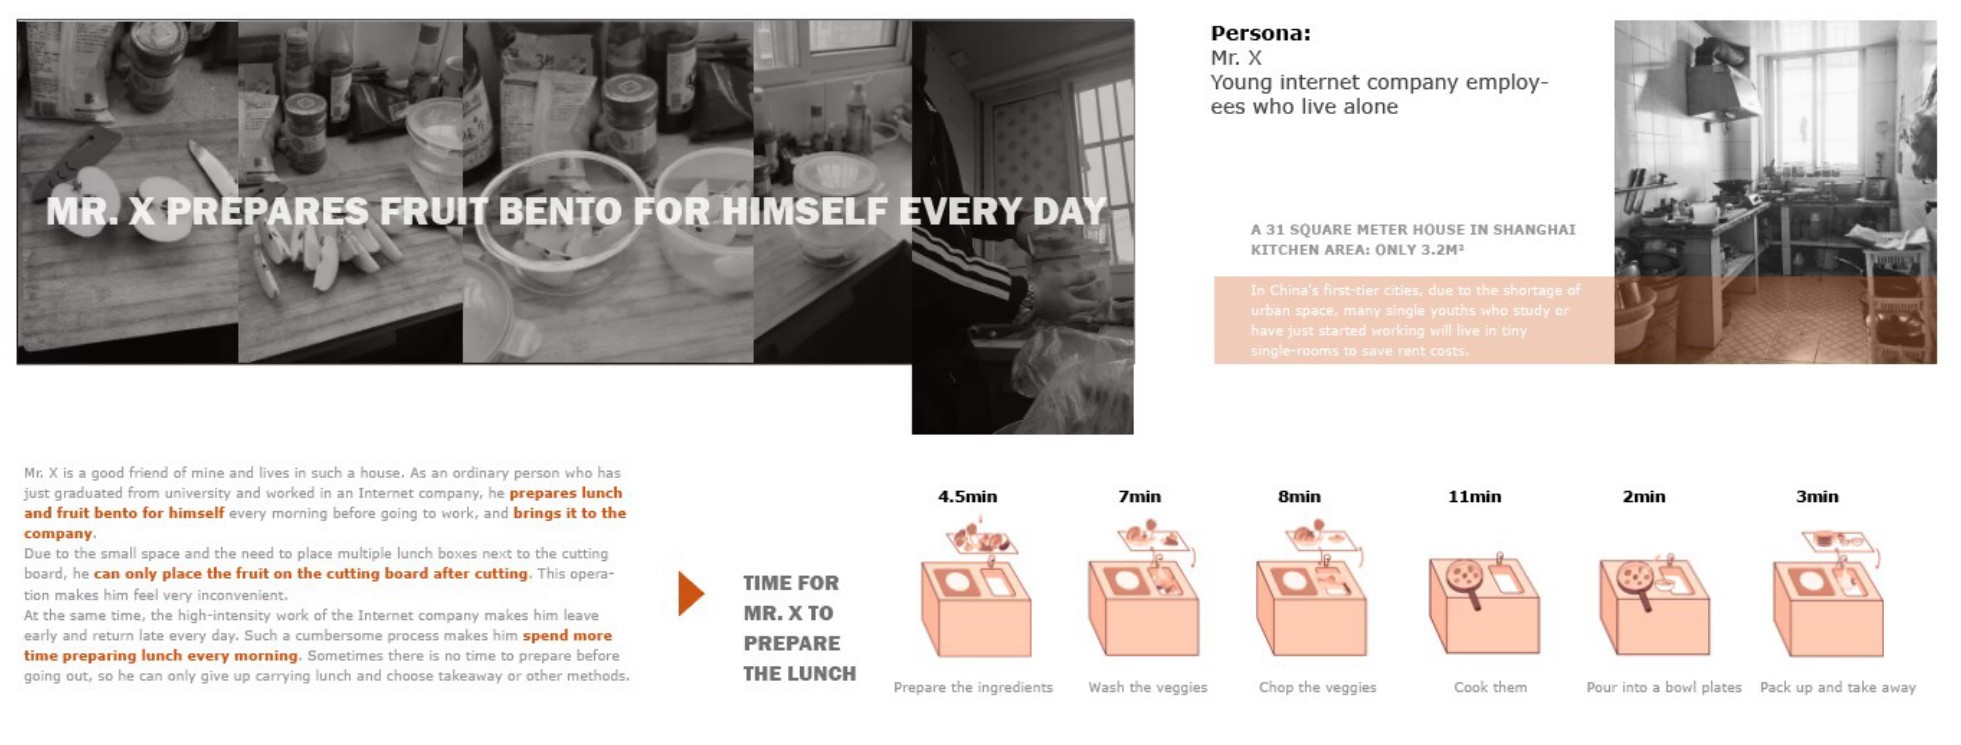 MR. X PREPARES FRUIT BENTO FOR HIMSELF EVERY DAY
Persona:
Mr. X
Young internet company employ-
ees who live alone
A 31 SQUARE METER HOUSE IN SHANGHAI
KITCHEN AREA: ONLY 3.2M²
In China's first-tier cities, due to the shortage of
urban space, many single youths who study or
have just started working will live in tiny
single-rooms to save rent costs.
Mr. X is a good friend of mine and lives in such a house. As an ordinary person who has
just graduated from university and worked in an Internet company, he prepares lunch
and fruit bento for himself every morning before going to work, and brings it to the
company.
Due to the small space and the need to place multiple lunch boxes next to the cutting
board, he can only place the fruit on the cutting board after cutting. This opera-
tion makes him feel very inconvenient.
At the same time, the high-intensity work of the Internet company makes him leave
early and return late every day. Such a cumbersome process makes him spend more
time preparing lunch every morning. Sometimes there is no time to prepare before
going out, so he can only give up carrying lunch and choose takeaway or other methods.
TIME FOR
MR. X TO
PREPARE
THE LUNCH
4.5min
Prepare the ingredients
7min
Wash the veggies
8min
Chop the veggies
11min
Cook them
2min
Pour into a bowl plates
3min
Pack up and take away